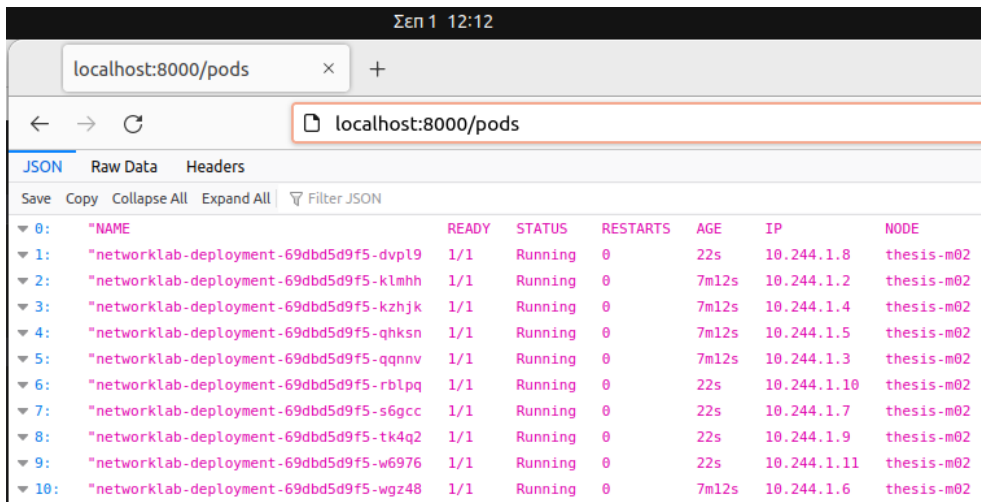 Σεπ 1 12:12
localhost:8000/pods × +
localhost:8000/pods
JSON Raw Data Headers
Save Copy Collapse All Expand All Filter JSON
0: "NAME READY STATUS RESTARTS AGE IP NODE
1: "networklab-deployment-69dbd5d9f5-dvpl9 1/1 Running 0 22s 10.244.1.8 thesis-m02
2: "networklab-deployment-69dbd5d9f5-klmhh 1/1 Running 0 7m12s 10.244.1.2 thesis-m02
3: "networklab-deployment-69dbd5d9f5-kzhjk 1/1 Running 0 7m12s 10.244.1.4 thesis-m02
4: "networklab-deployment-69dbd5d9f5-qhksn 1/1 Running 0 7m12s 10.244.1.5 thesis-m02
5: "networklab-deployment-69dbd5d9f5-qqnnv 1/1 Running 0 7m12s 10.244.1.3 thesis-m02
6: "networklab-deployment-69dbd5d9f5-rblpq 1/1 Running 0 22s 10.244.1.10 thesis-m02
7: "networklab-deployment-69dbd5d9f5-s6gcc 1/1 Running 0 22s 10.244.1.7 thesis-m02
8: "networklab-deployment-69dbd5d9f5-tk4q2 1/1 Running 0 22s 10.244.1.9 thesis-m02
9: "networklab-deployment-69dbd5d9f5-w6976 1/1 Running 0 22s 10.244.1.11 thesis-m02
10: "networklab-deployment-69dbd5d9f5-wgz48 1/1 Running 0 7m12s 10.244.1.6 thesis-m02